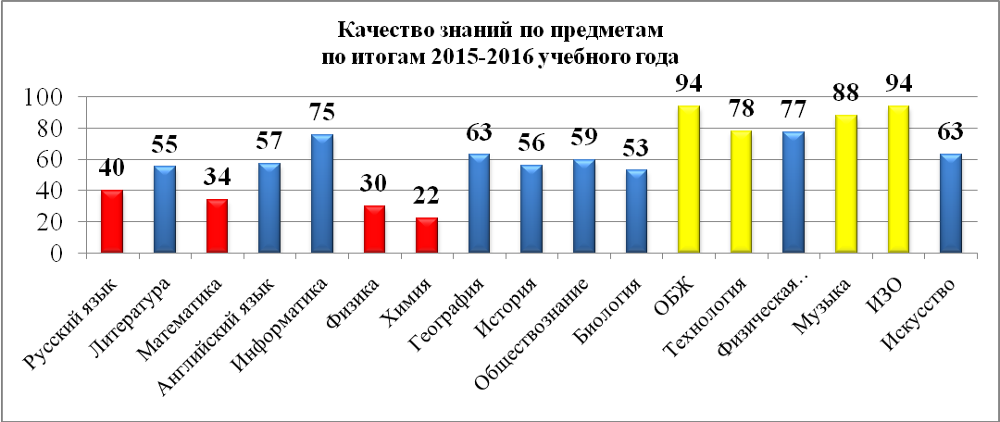 Качество знаний по предметам
по итогам 2015-2016 учебного года
100
80
60
40
20
0
40
55
34
57
75
30
22
63
56
59
53
94
78
77
88
94
63
Русский язык
Литература
Математика
Английский язык
Информатика
Физика
Химия
География
История
Обществознание
Биология
ОБЖ
Технология
Физическая..
Музыка
ИЗО
Искусство